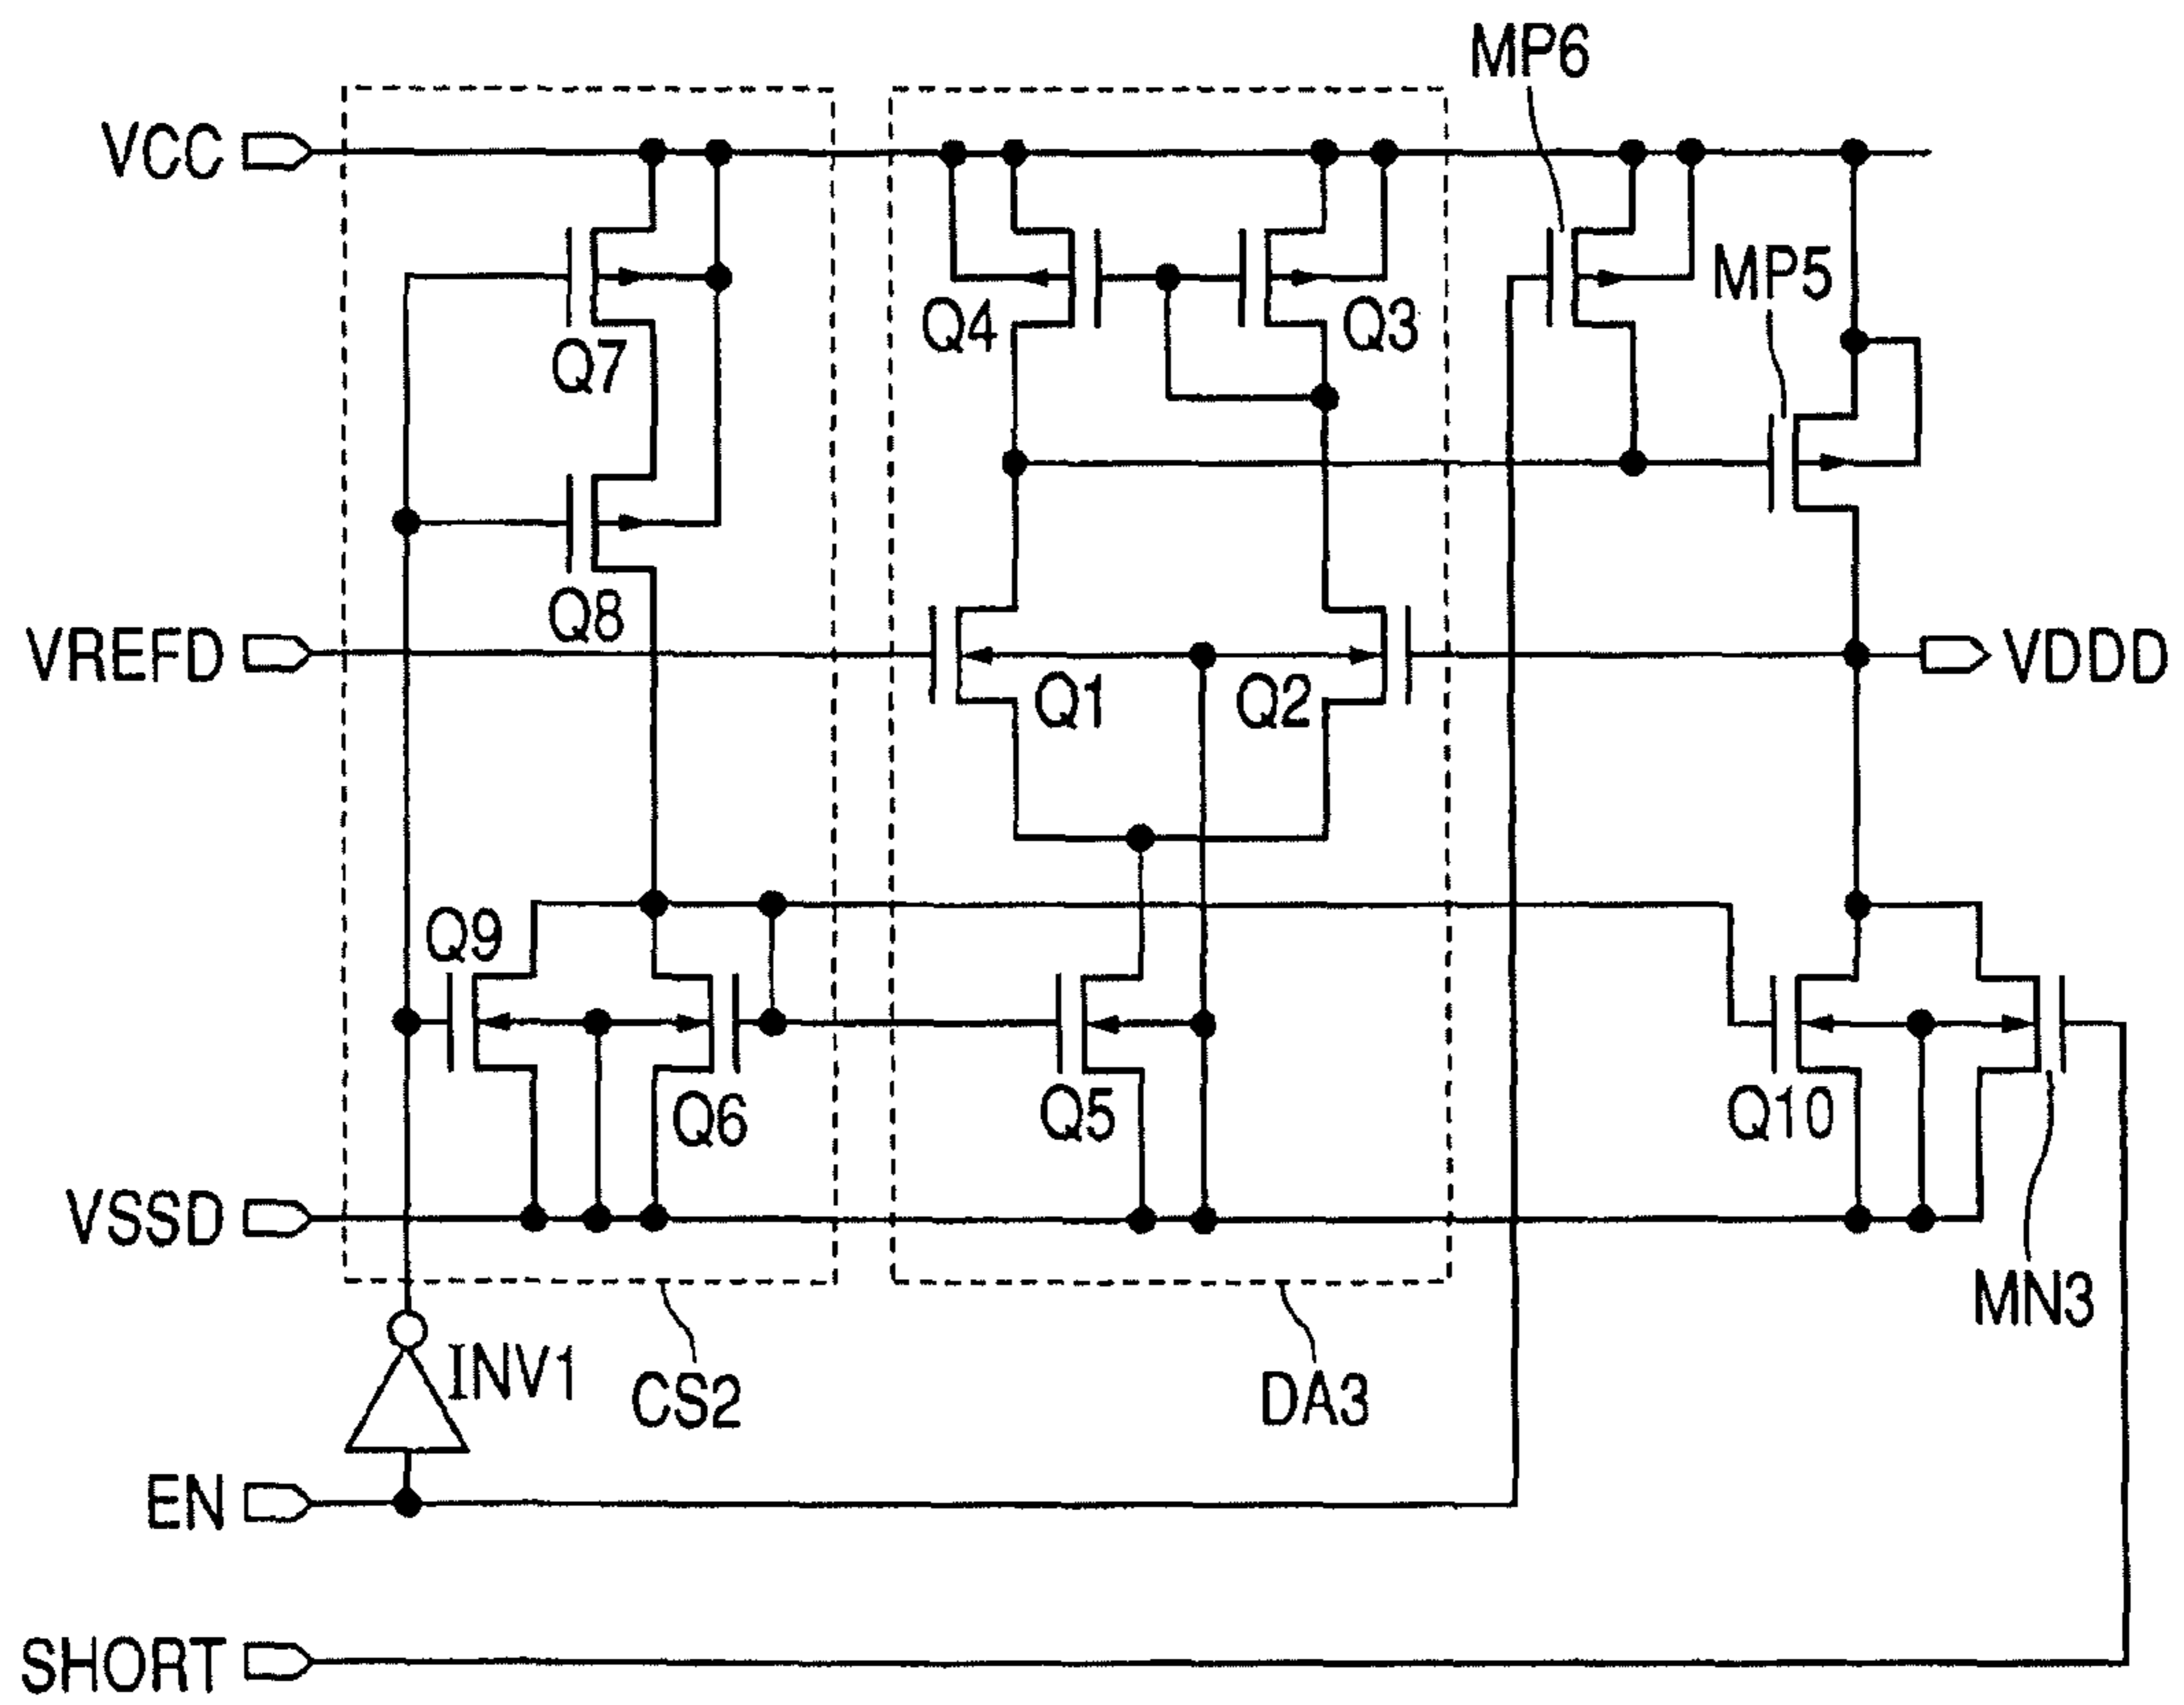 MP6
VCC
MP5
Q4
Q3
Q7
Q8
VREFD
VDDD
Q1
Q2
Q9
Q6
Q5
Q10
VSSD
MN3
INV1
CS2
DA3
EN
SHORT